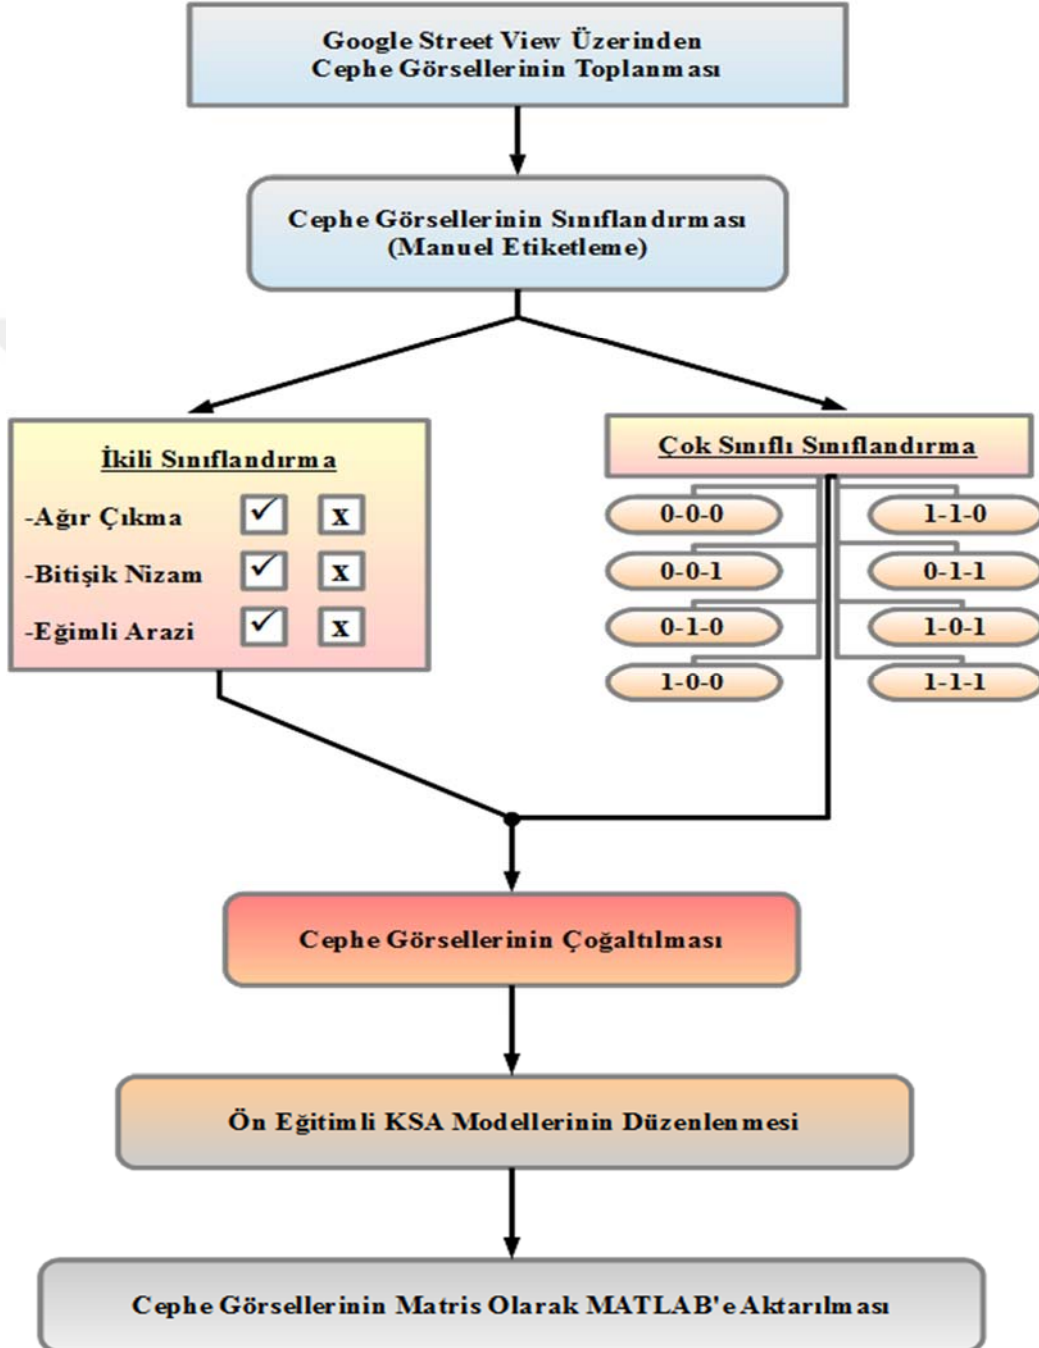 Google Street View Üzerinden
Cephe Görsellerinin Toplanması
Cephe Görsellerinin Sınıflandırması
(Manuel Etiketleme)
İkili Sınıflandırma
-Ağır Çıkma ✓ x
-Bitişik Nizam ✓ x
-Eğimli Arazi ✓ x
Çok Sınıflı Sınıflandırma
0-0-0 1-1-0
0-0-1 0-1-1
0-1-0 1-0-1
1-0-0 1-1-1
Cephe Görsellerinin Çoğaltılması
Ön Eğitimli KSA Modellerinin Düzenlenmesi
Cephe Görsellerinin Matris Olarak MATLAB'e Aktarılması